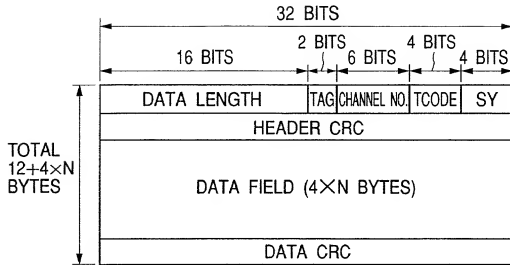 32 BITS
2 BITS 4 BITS
16 BITS 6 BITS 4 BITS
DATA LENGTH TAG CHANNEL NO. TCODE SY
HEADER CRC
TOTAL
12+4×N
BYTES
DATA FIELD (4×N BYTES)
DATA CRC